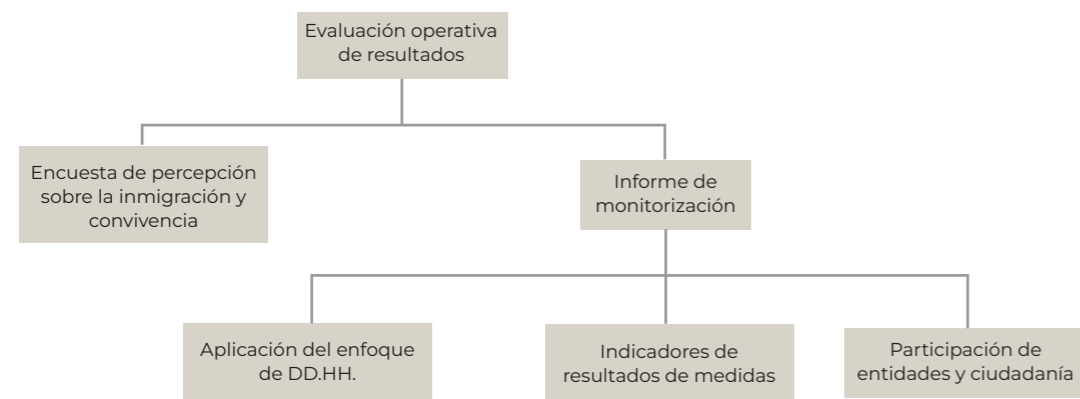 Evaluación operativa
de resultados
Encuesta de percepción
sobre la inmigración y
convivencia
Informe de
monitorización
Aplicación del enfoque
de DD.HH.
Indicadores de
resultados de medidas
Participación de
entidades y ciudadanía